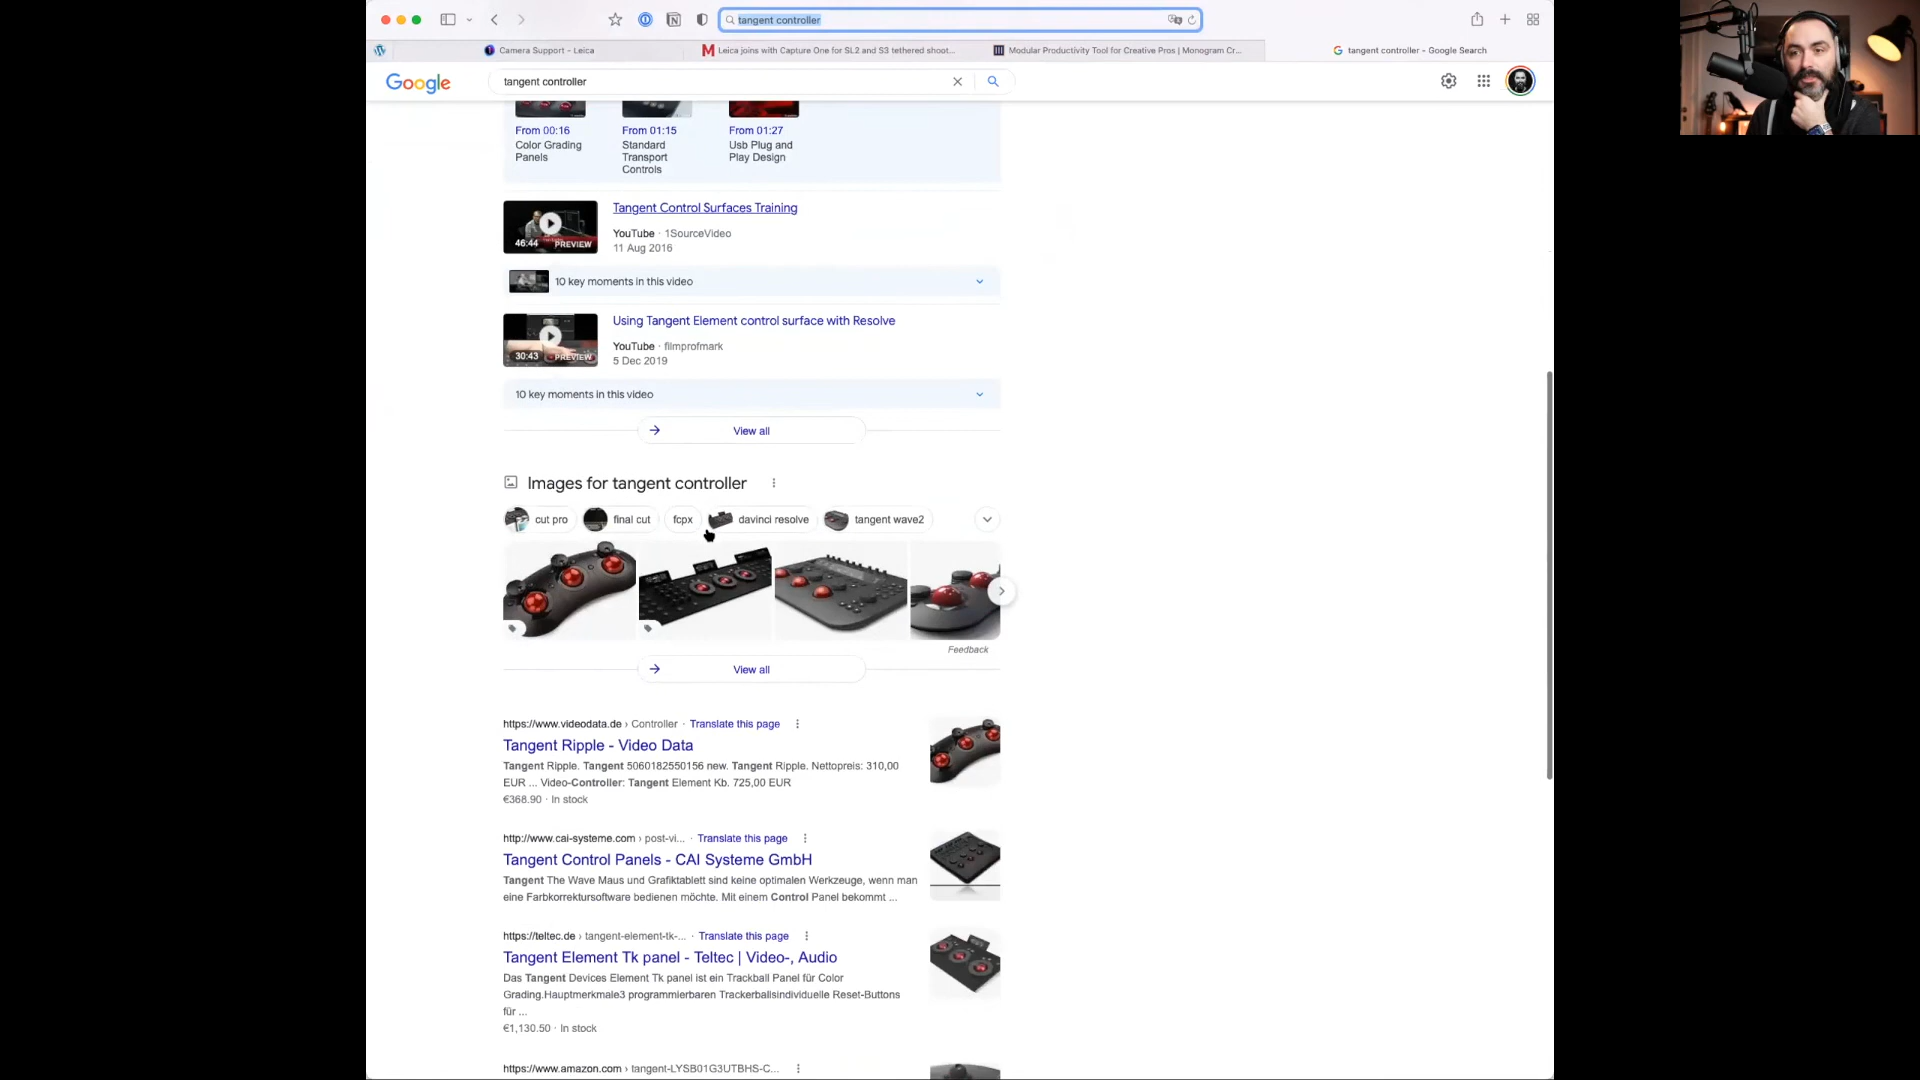 tangent controller
Camera Support – Leica
Leica joins with Capture One for SL2 and S3 tethered shoot...
Modular Productivity Tool for Creative Pros | Monogram Cr...
tangent controller - Google Search
Google
tangent controller
From 00:16
Color Grading
Panels
From 01:15
Standard
Transport
Controls
From 01:27
Usb Plug and
Play Design
46:44 PREVIEW
Tangent Control Surfaces Training
YouTube · 1SourceVideo
11 Aug 2016
10 key moments in this video
30:43 PREVIEW
Using Tangent Element control surface with Resolve
YouTube · filmprofmark
5 Dec 2019
10 key moments in this video
View all
Images for tangent controller
cut pro
final cut
fcpx
davinci resolve
tangent wave2
Feedback
View all
https://www.videodata.de › Controller · Translate this page
Tangent Ripple - Video Data
Tangent Ripple. Tangent 5060182550156 new. Tangent Ripple. Nettopreis: 310,00
EUR ... Video-Controller: Tangent Element Kb. 725,00 EUR
€368.90 · In stock
http://www.cai-systeme.com › post-vi... · Translate this page
Tangent Control Panels - CAI Systeme GmbH
Tangent The Wave Maus und Grafiktablett sind keine optimalen Werkzeuge, wenn man
eine Farbkorrektursoftware bedienen möchte. Mit einem Control Panel bekommt ...
https://teltec.de › tangent-element-tk-... · Translate this page
Tangent Element Tk panel - Teltec | Video-, Audio
Das Tangent Devices Element Tk panel ist ein Trackball Panel für Color
Grading.Hauptmerkmale3 programmierbaren Trackerballsindividuelle Reset-Buttons
für ...
€1,130.50 · In stock
https://www.amazon.com › tangent-LYSB01G3UTBHS-C...